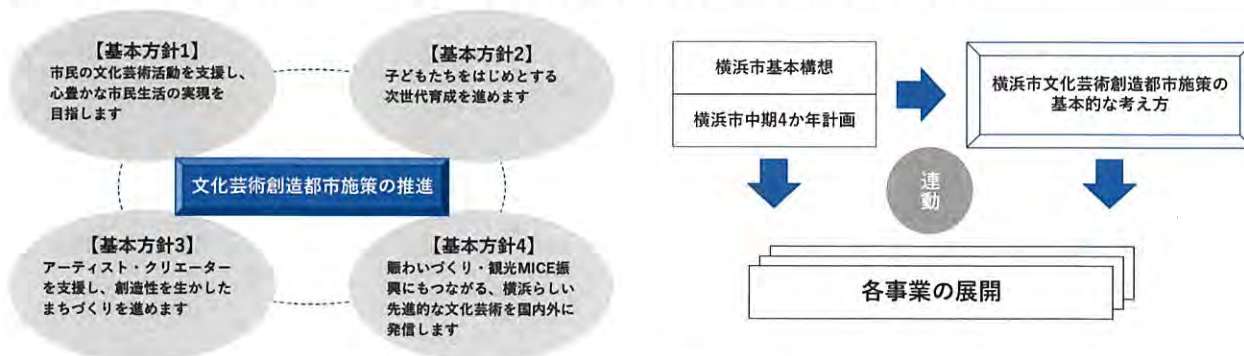 【基本方針1】
市民の文化芸術活動を支援し、
心豊かな市民生活の実現を
目指します
【基本方針2】
子どもたちをはじめとする
次世代育成を進めます
文化芸術創造都市施策の推進
【基本方針3】
アーティスト・クリエーター
を支援し、創造性を生かした
まちづくりを進めます
【基本方針4】
賑わいづくり・観光MICE振
興にもつながる、横浜らしい
先進的な文化芸術を国内外に
発信します
横浜市基本構想
横浜市中期4か年計画
横浜市文化芸術創造都市施策の
基本的な考え方
連
動
各事業の展開